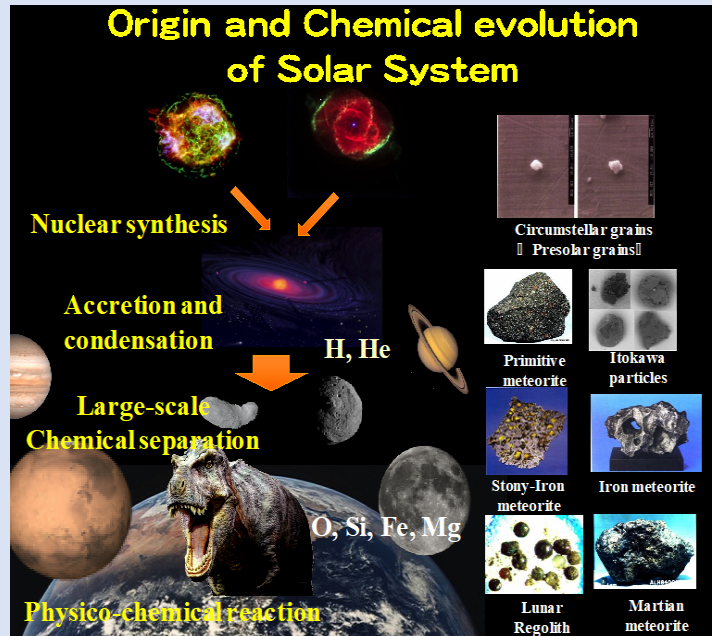 Origin and Chemical evolution
of Solar System
Nuclear synthesis
Accretion and
condensation
H, He
Large-scale
Chemical separation
O, Si, Fe, Mg
Physico-chemical reaction
Circumstellar grains
Presolar grains
Primitive
meteorite
Itokawa
particles
Stony-Iron
meteorite
Iron meteorite
Lunar
Regolith
Martian
meteorite